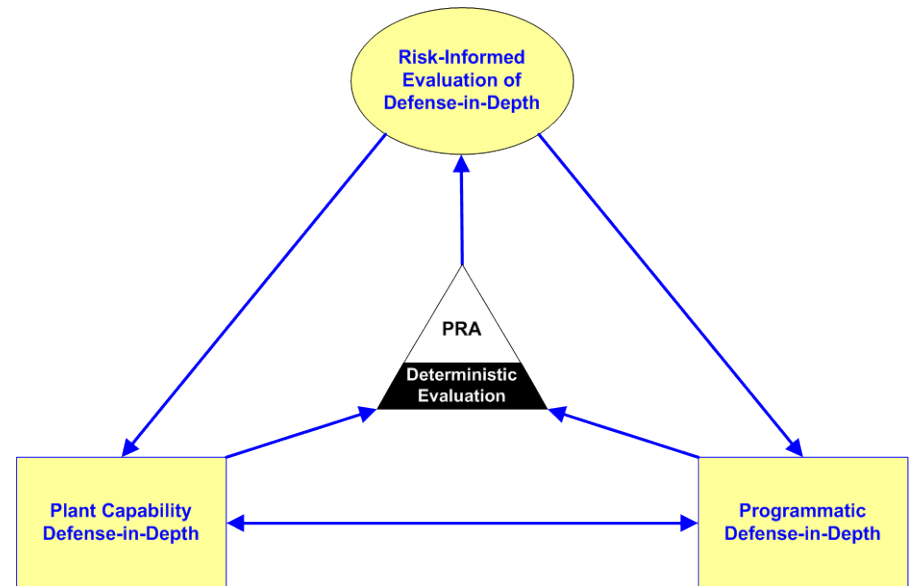 Risk-Informed
Evaluation of
Defense-in-Depth
PRA
Deterministic
Evaluation
Plant Capability
Defense-in-Depth
Programmatic
Defense-in-Depth